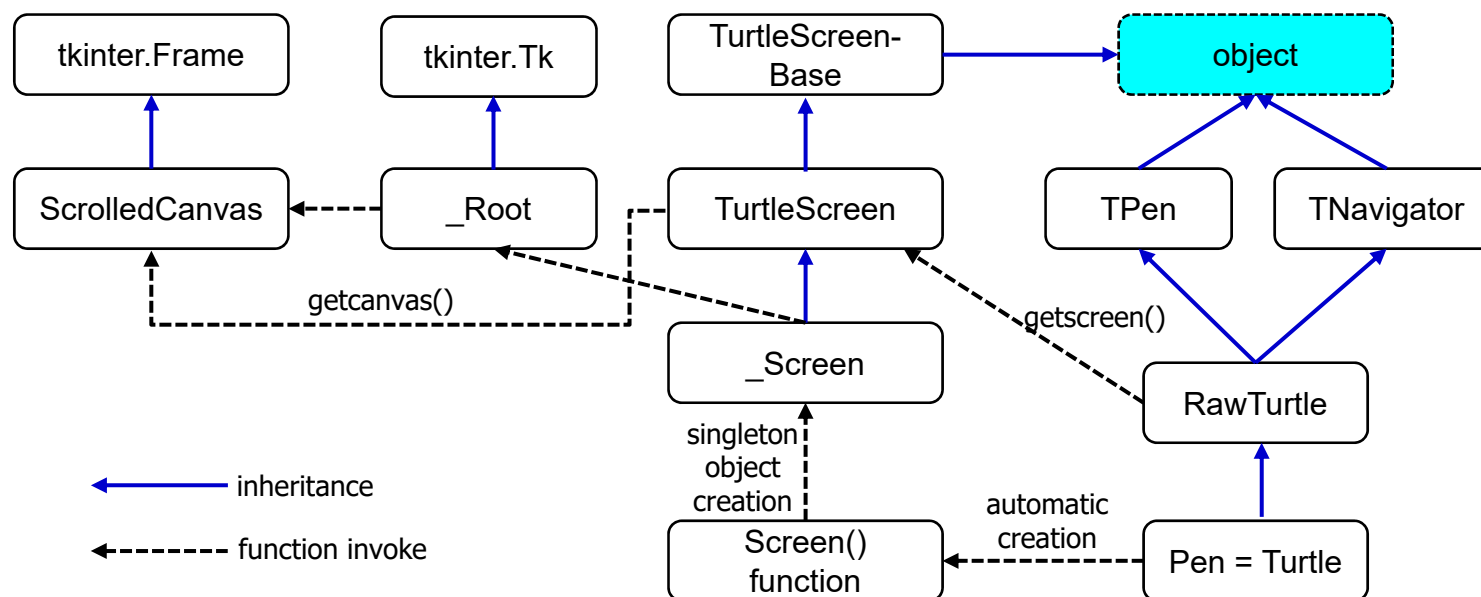 tkinter.Frame
tkinter.Tk
TurtleScreen-
Base
object
ScrolledCanvas
_Root
TurtleScreen
TPen
TNavigator
getcanvas()
getscreen()
_Screen
RawTurtle
singleton
object
creation
inheritance
function invoke
automatic
creation
Screen()
function
Pen = Turtle